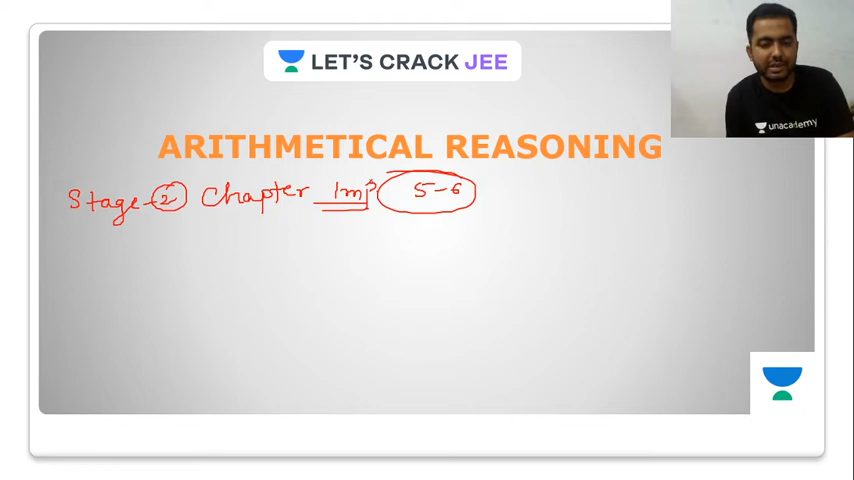 LET'S CRACK JEE
unacademy
ARITHMETICAL REASONING
Stage-2 Chapter Imp 5-6